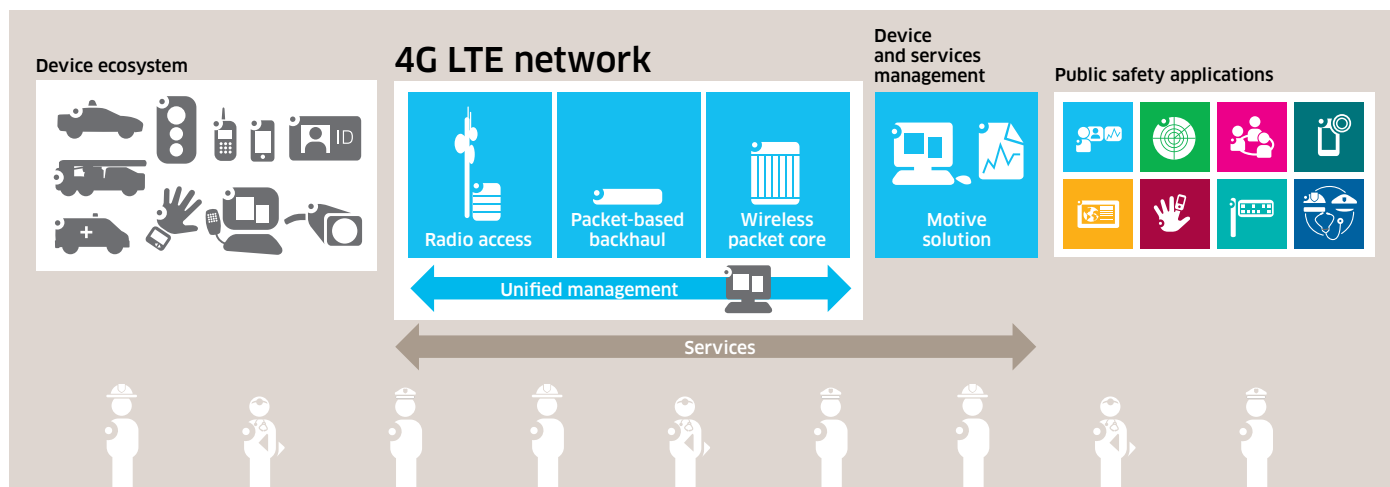 Device ecosystem
ID
4G LTE network
Radio access
Packet-based
backhaul
Wireless
packet core
Unified management
Device
and services
management
Motive
solution
Public safety applications
Services